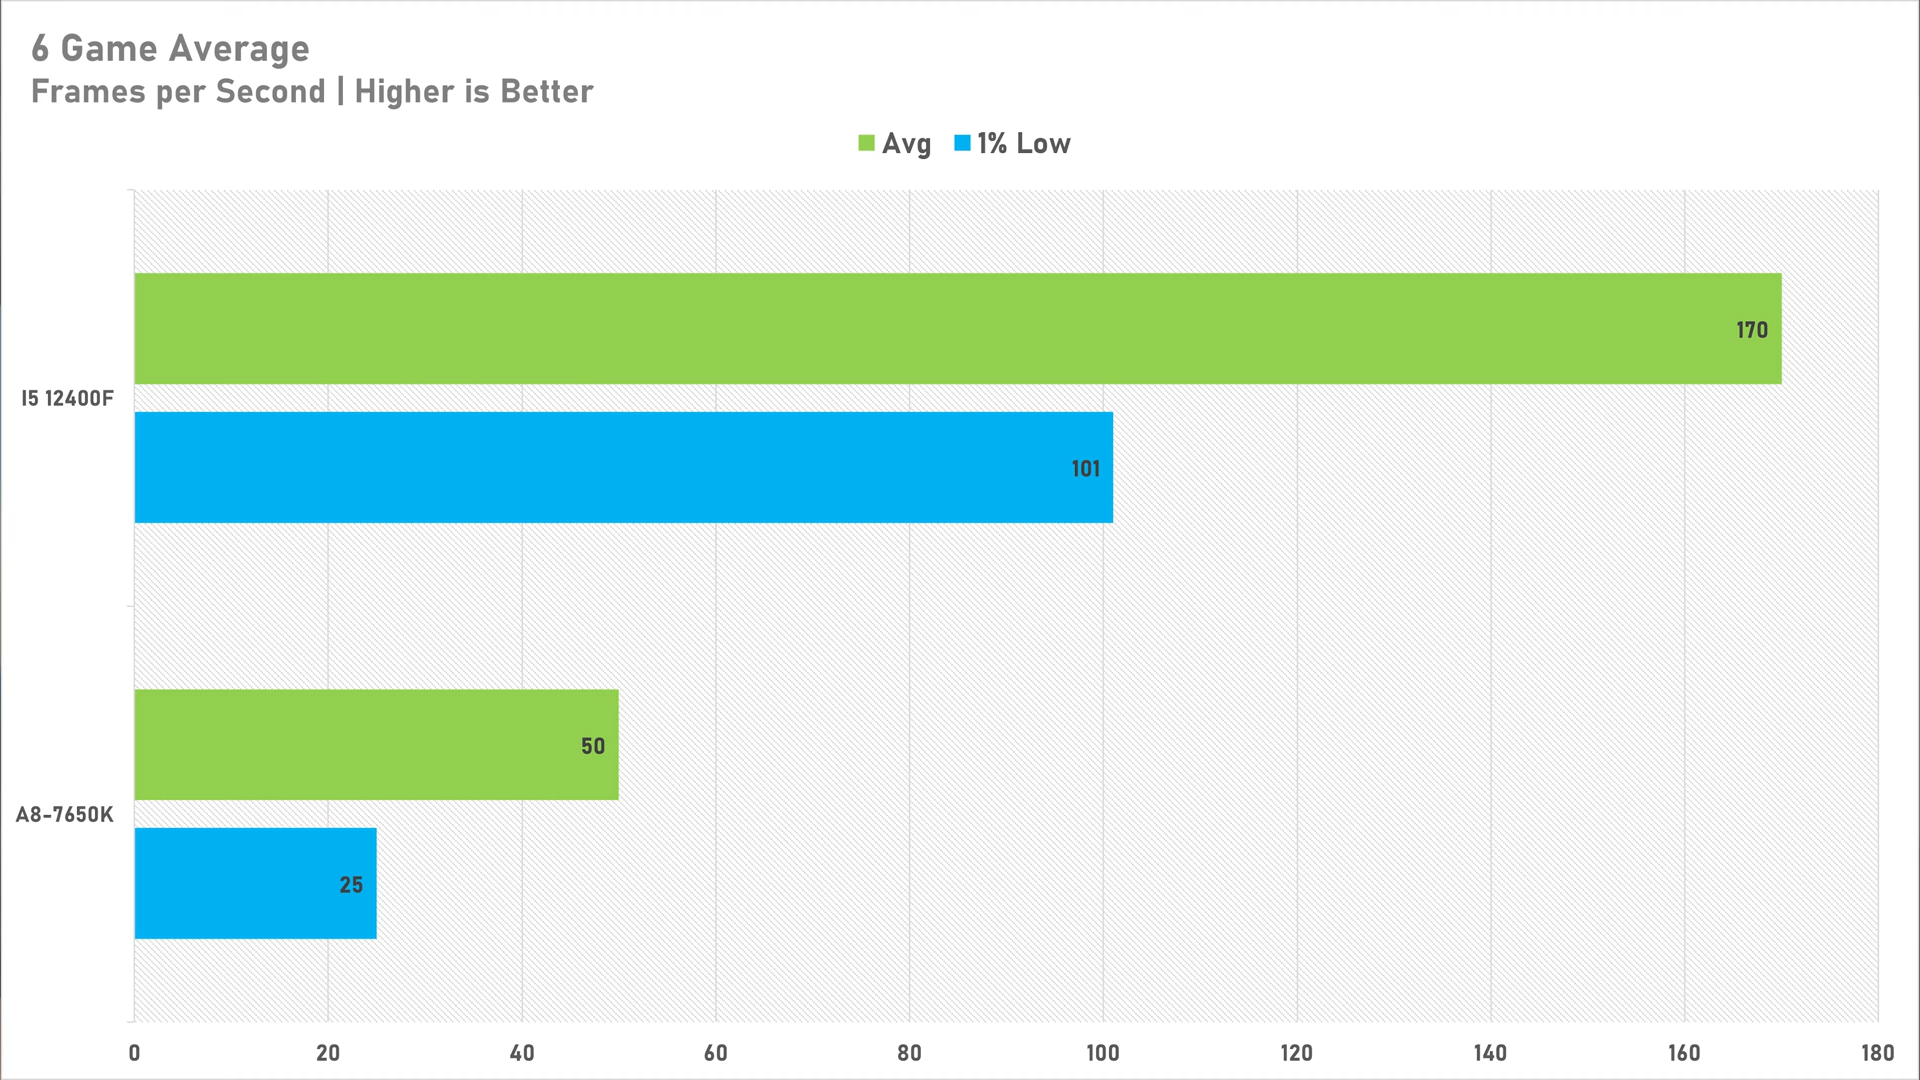 6 Game Average
Frames per Second | Higher is Better
Avg 1% Low
170
I5 12400F
101
50
A8-7650K
25
0 20 40 60 80 100 120 140 160 180